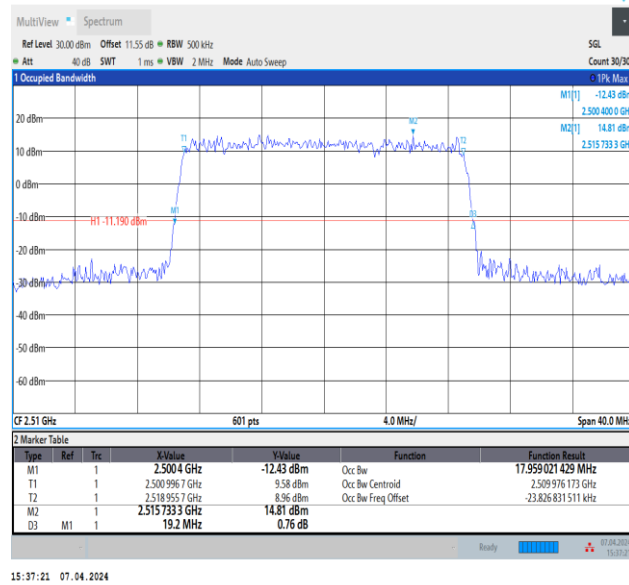 MultiView Spectrum
Ref Level 30.00 dBm Offset 11.55 dB RBW 500 kHz SGL
Att 40 dB SWT 1 ms VBW 2 MHz Mode Auto Sweep Count 30/30
1 Occupied Bandwidth 1Pk Max
M1[1] -12.43 dBm
2.500 400 0 GHz
M2[1] 14.81 dBm
2.515 733 3 GHz
20 dBm
T1 M2 T2
10 dBm
0 dBm
M1 D3
-10 dBm
H1 -11.190 dBm
-20 dBm
-30 dBm
-40 dBm
-50 dBm
-60 dBm
CF 2.51 GHz 601 pts 4.0 MHz/ Span 40.0 MHz
2 Marker Table
Type Ref Trc X-Value Y-Value Function Function Result
M1 1 2.500 4 GHz -12.43 dBm Occ Bw 17.959 021 429 MHz
T1 1 2.500 996 7 GHz 9.58 dBm Occ Bw Centroid 2.509 976 173 GHz
T2 1 2.518 955 7 GHz 8.96 dBm Occ Bw Freq Offset -23.826 831 511 kHz
M2 1 2.515 733 3 GHz 14.81 dBm
D3 M1 1 19.2 MHz 0.76 dB
Ready 07.04.2024
15:37:21
15:37:21 07.04.2024